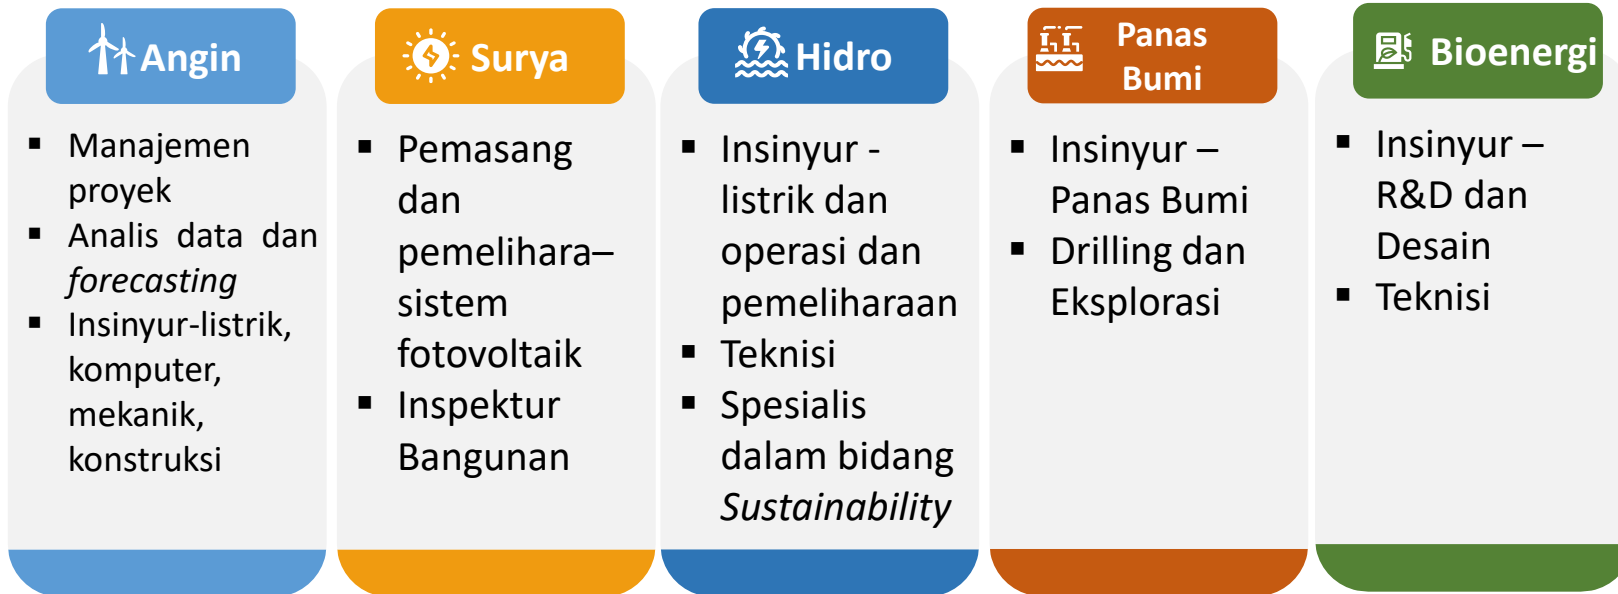 Angin
Manajemen
proyek
Analis data dan
forecasting
Insinyur-listrik,
komputer,
mekanik,
konstruksi
Surya
Pemasang
dan
pemelihara–
sistem
fotovoltaik
Inspektur
Bangunan
Hidro
Insinyur -
listrik dan
operasi dan
pemeliharaan
Teknisi
Spesialis
dalam bidang
Sustainability
Panas
Bumi
Insinyur –
Panas Bumi
Drilling dan
Eksplorasi
Bioenergi
Insinyur –
R&D dan
Desain
Teknisi